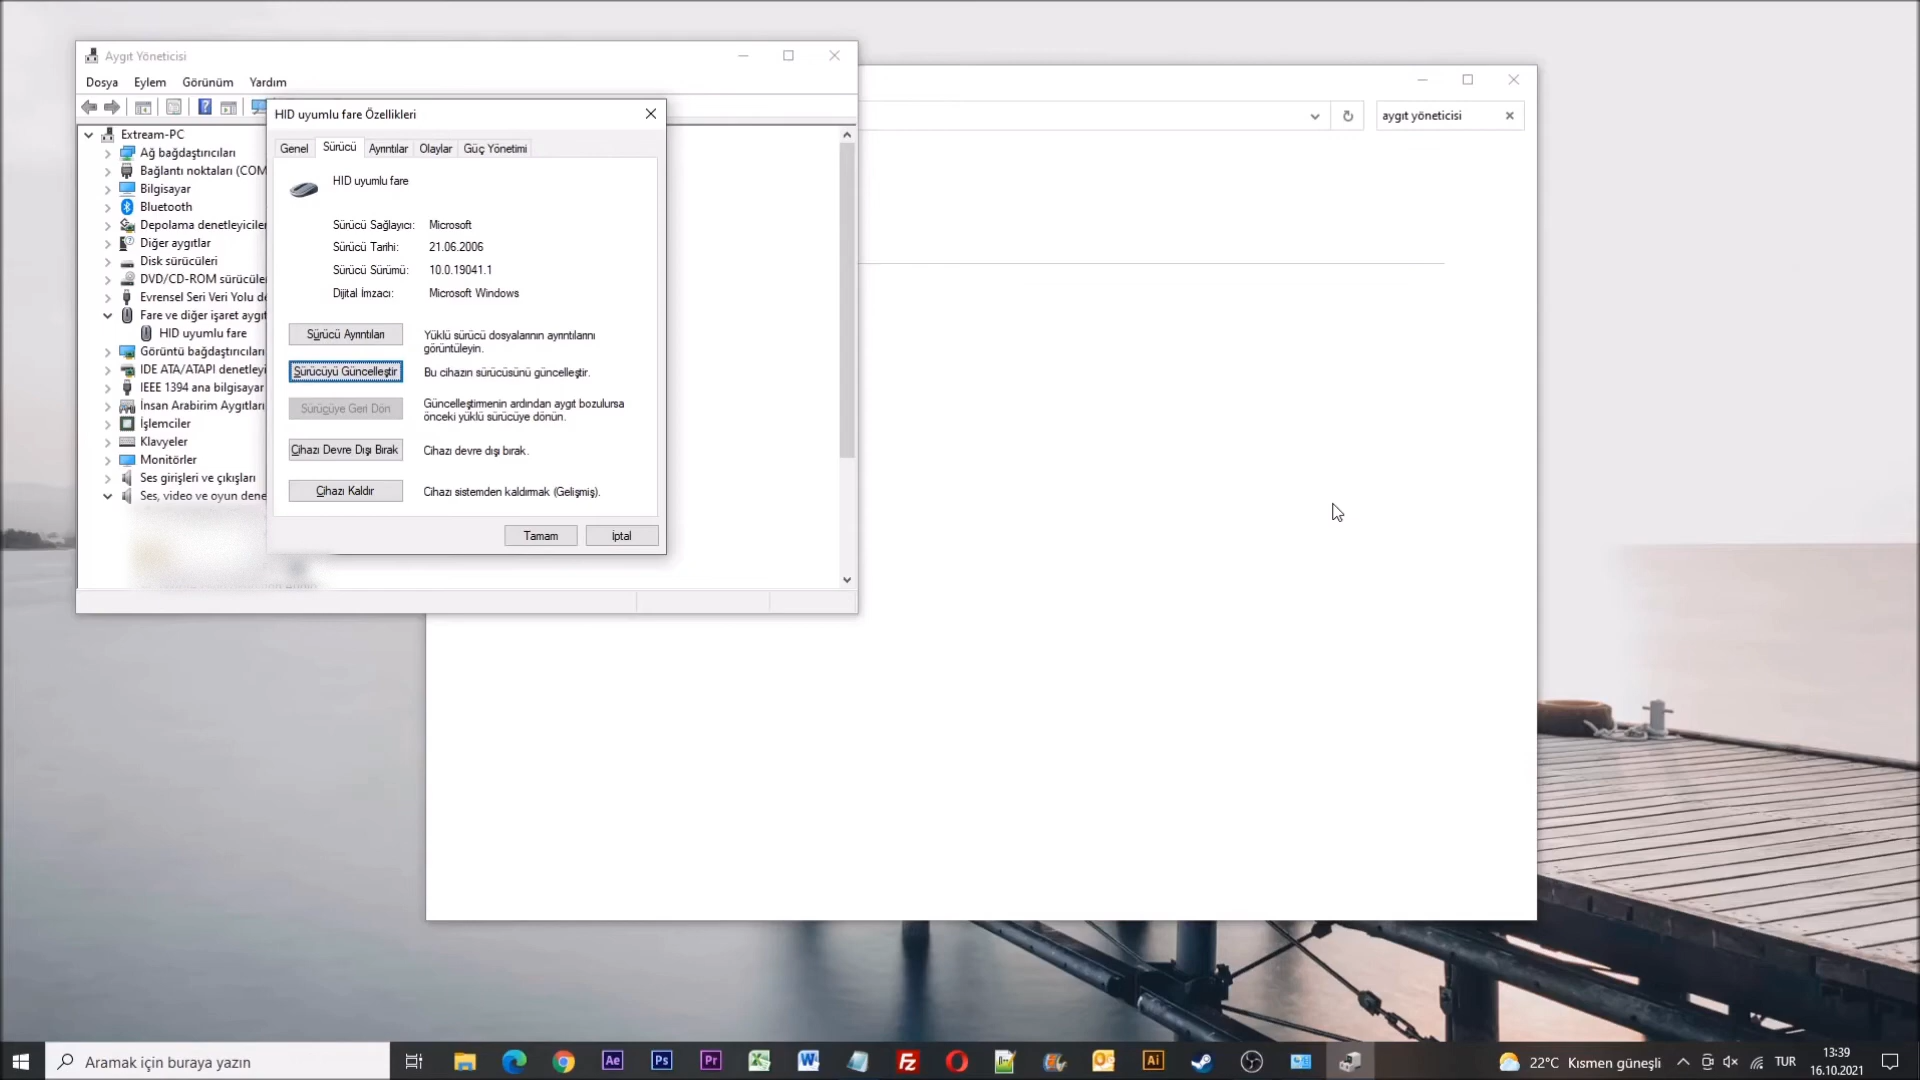 Aygıt Yöneticisi
Dosya Eylem Görünüm Yardım
aygıt yöneticisi
HID uyumlu fare Özellikleri
Genel Sürücü Ayrıntılar Olaylar Güç Yönetimi
HID uyumlu fare
Sürücü Sağlayıcı: Microsoft
Sürücü Tarihi: 21.06.2006
Sürücü Sürümü: 10.0.19041.1
Dijital İmzacı: Microsoft Windows
Sürücü Ayrıntıları
Yüklü sürücü dosyalarının ayrıntılarını
görüntüleyin.
Sürücüyü Güncelleştir
Bu cihazın sürücüsünü güncelleştir.
Sürücüye Geri Dön
Güncelleştirmenin ardından aygıt bozulursa
önceki yüklü sürücüye dönün.
Cihazı Devre Dışı Bırak
Cihazı devre dışı bırak.
Cihazı Kaldır
Cihazı sistemden kaldırmak (Gelişmiş).
Tamam İptal
Extream-PC
Ağ bağdaştırıcıları
Bağlantı noktaları (COM
Bilgisayar
Bluetooth
Depolama denetleyiciler
Diğer aygıtlar
Disk sürücüleri
DVD/CD-ROM sürücüle
Evrensel Seri Veri Yolu de
Fare ve diğer işaret aygıt
HID uyumlu fare
Görüntü bağdaştırıcıları
IDE ATA/ATAPI denetleyi
IEEE 1394 ana bilgisayar
İnsan Arabirim Aygıtları
İşlemciler
Klavyeler
Monitörler
Ses girişleri ve çıkışları
Ses, video ve oyun dene
Aramak için buraya yazın
Ae
Ps
Pr
Ai
22°C Kısmen güneşli
TUR
13:39
16.10.2021